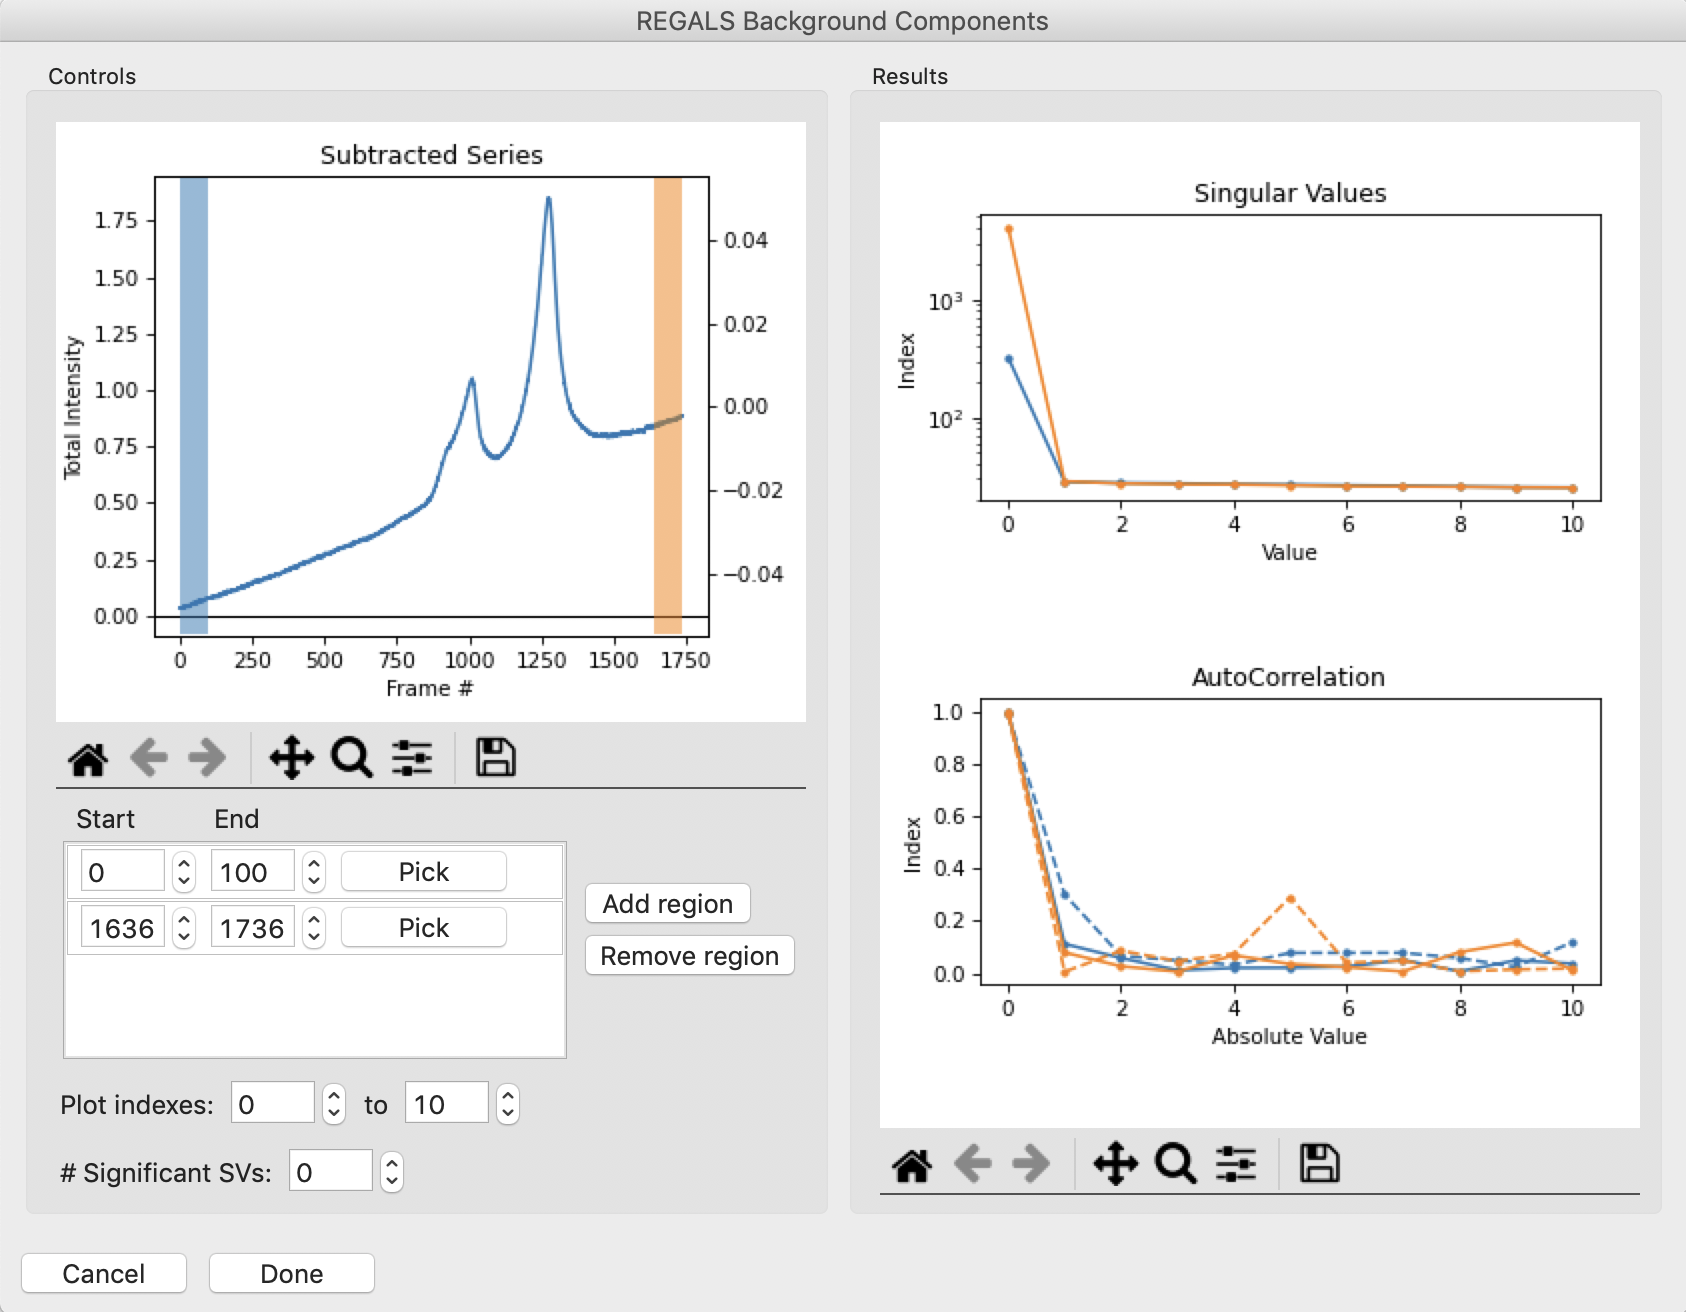 REGALS Background Components
Controls
Subtracted Series
1.75
1.50
1.25
1.00
0.75
0.50
0.25
0.00
Total Intensity
0.04
0.02
0.00
−0.02
−0.04
0 250 500 750 1000 1250 1500 1750
Frame #
Start End
0 100 Pick
1636 1736 Pick
Add region
Remove region
Plot indexes: 0 to 10
# Significant SVs: 0
Cancel Done
Results
Singular Values
10³
10²
Index
0 2 4 6 8 10
Value
AutoCorrelation
1.0
0.8
0.6
0.4
0.2
0.0
Index
0 2 4 6 8 10
Absolute Value